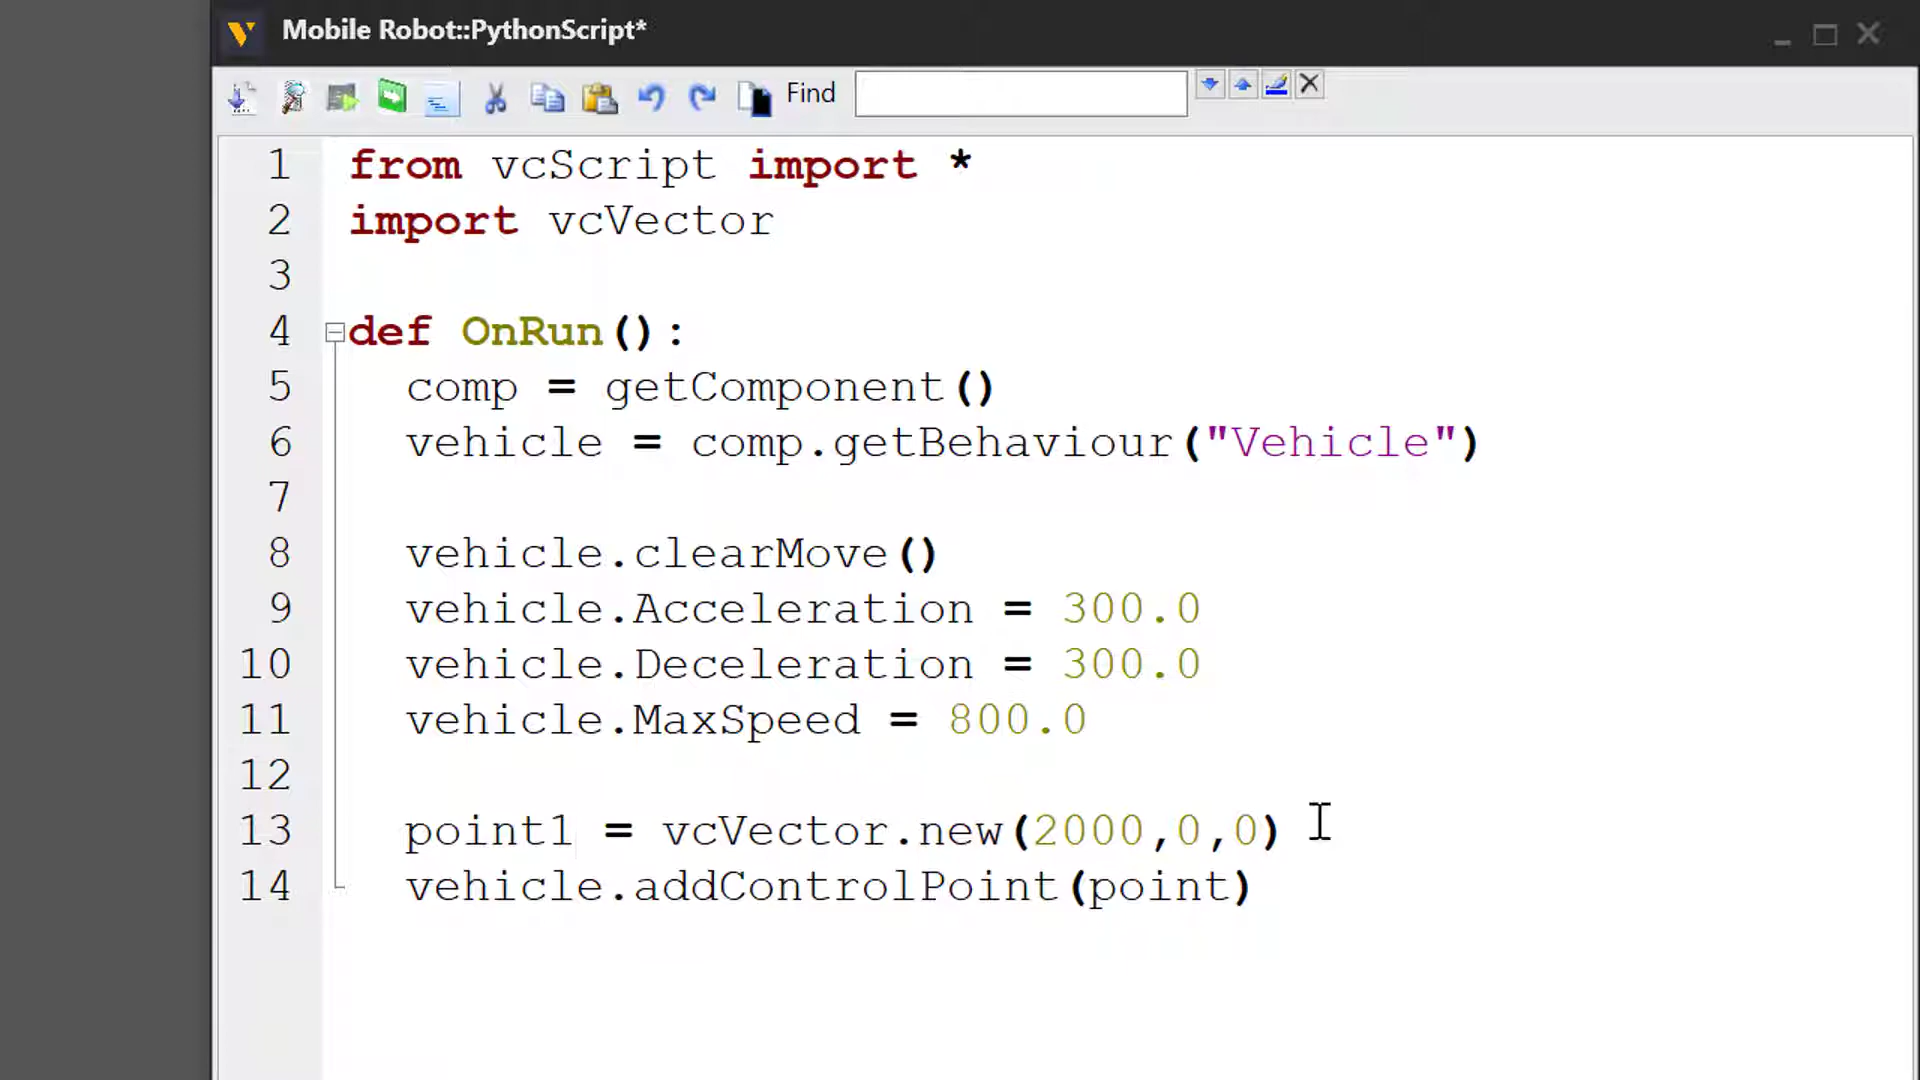 Mobile Robot::PythonScript*
Find
1 from vcScript import *
2 import vcVector
3
4 def OnRun():
5 comp = getComponent()
6 vehicle = comp.getBehaviour("Vehicle")
7
8 vehicle.clearMove()
9 vehicle.Acceleration = 300.0
10 vehicle.Deceleration = 300.0
11 vehicle.MaxSpeed = 800.0
12
13 point1 = vcVector.new(2000,0,0)
14 vehicle.addControlPoint(point)